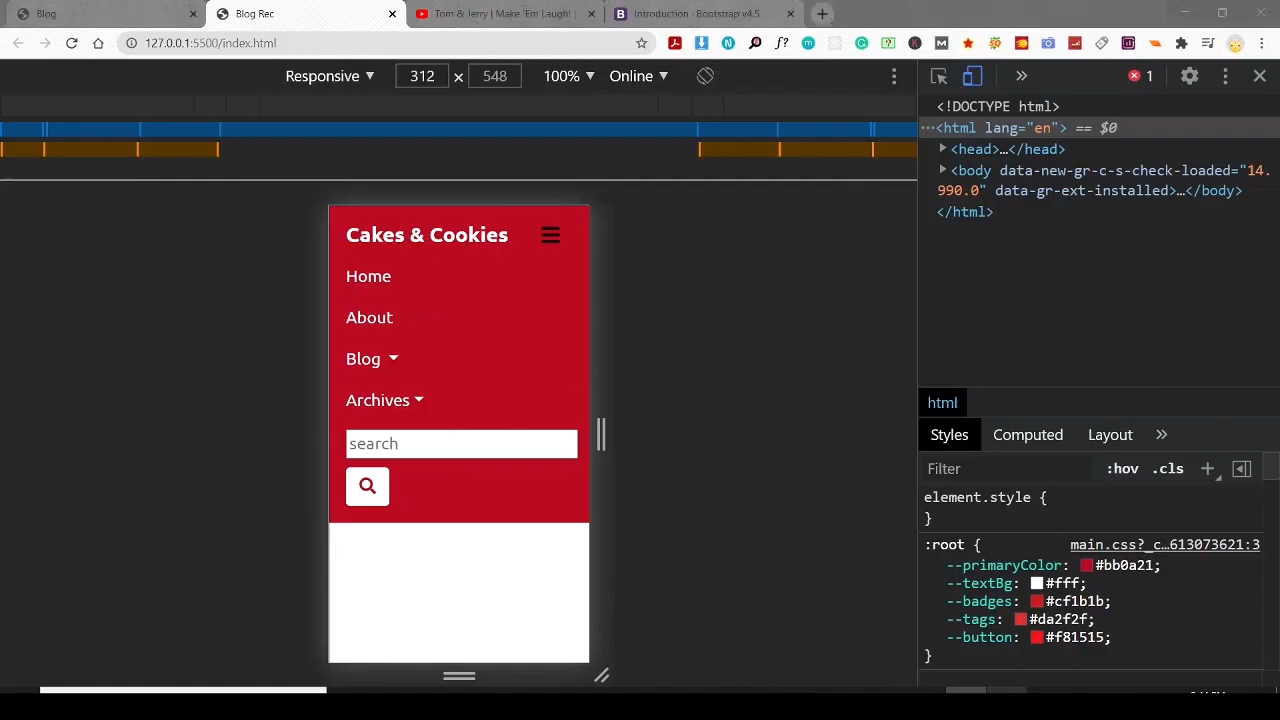 Blog
Blog Rec
Tom & Jerry | Make 'Em Laugh! |
Introduction · Bootstrap v4.5
127.0.0.1:5500/index.html
Responsive 312 × 548 100% Online
1
<!DOCTYPE html>
<html lang="en"> == $0
<head>…</head>
<body data-new-gr-c-s-check-loaded="14.
990.0" data-gr-ext-installed>…</body>
</html>
Cakes & Cookies
Home
About
Blog
Archives
search
html
Styles Computed Layout
Filter :hov .cls
element.style {
}
:root { main.css?_c…613073621:3
--primaryColor: #bb0a21;
--textBg: #fff;
--badges: #cf1b1b;
--tags: #da2f2f;
--button: #f81515;
}